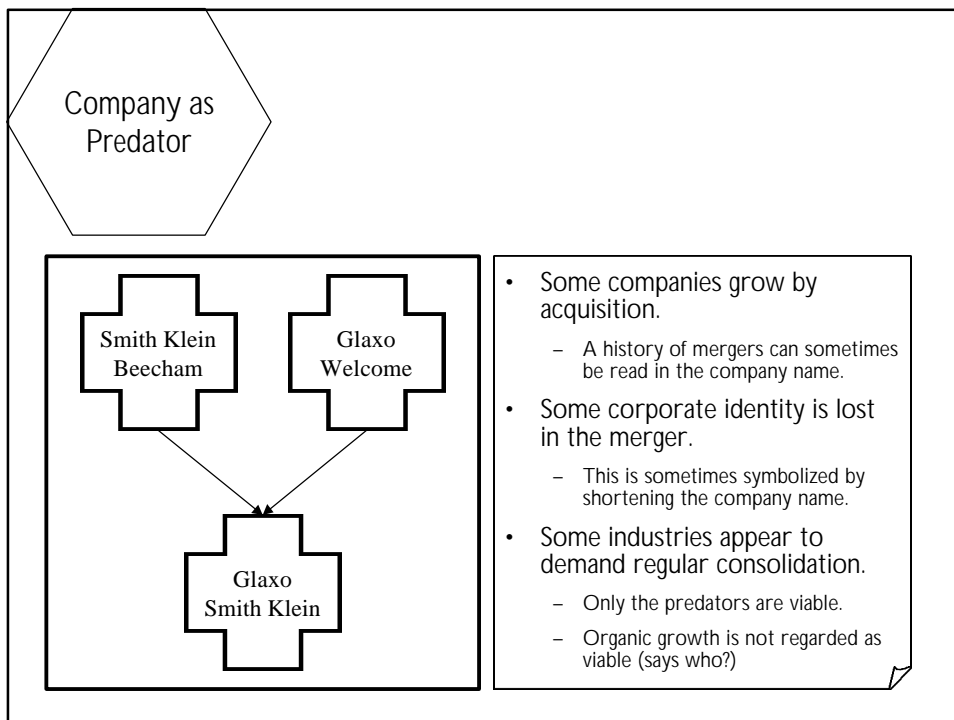 Company as
Predator
Smith Klein
Beecham
Glaxo
Welcome
Glaxo
Smith Klein
• Some companies grow by
acquisition.
– A history of mergers can sometimes
be read in the company name.
• Some corporate identity is lost
in the merger.
– This is sometimes symbolized by
shortening the company name.
• Some industries appear to
demand regular consolidation.
– Only the predators are viable.
– Organic growth is not regarded as
viable (says who?)